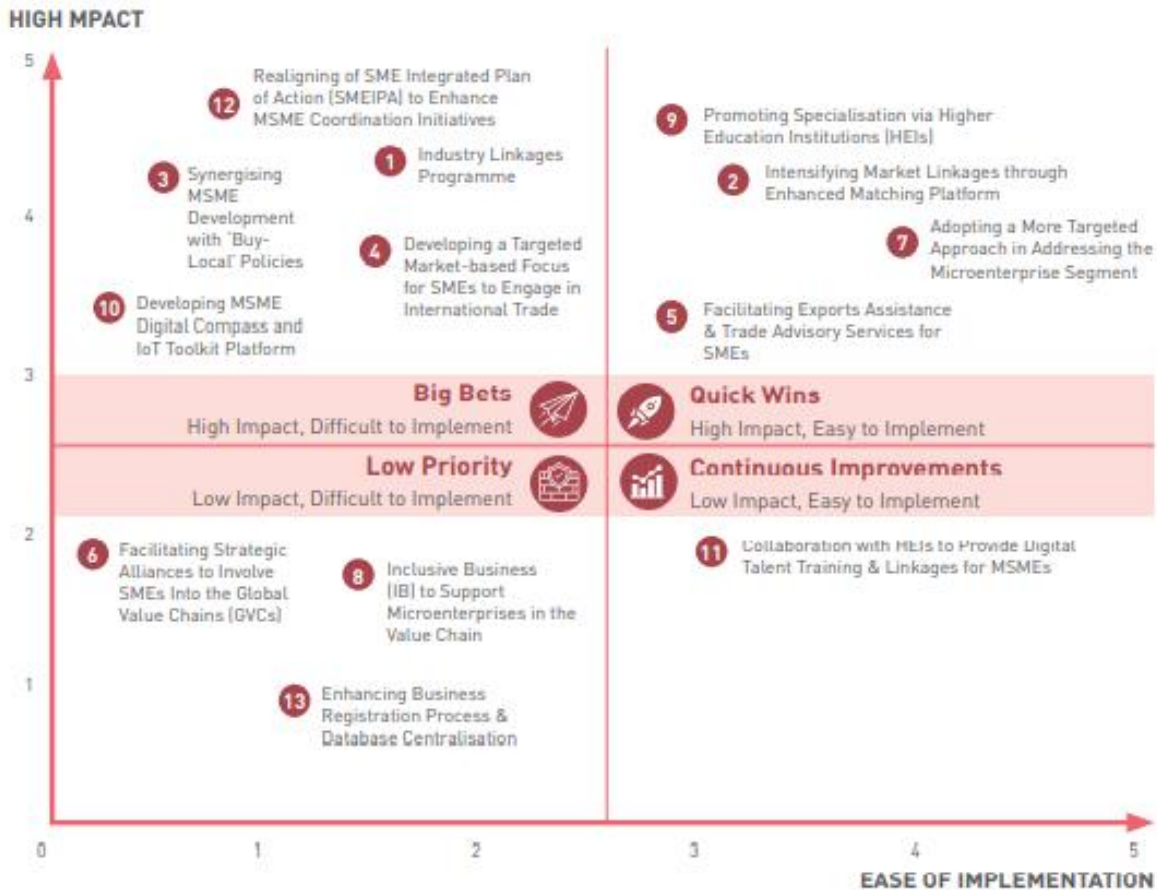 HIGH MPACT
5
12
Realigning of SME Integrated Plan
of Action (SMEIPA) to Enhance
MSME Coordination Initiatives
9
Promoting Specialisation via Higher
Education Institutions (HEIs)
1
Industry Linkages
Programme
3
Synergising
MSME
Development
with 'Buy-
Local' Policies
2
Intensifying Market Linkages through
Enhanced Matching Platform
4
4
Developing a Targeted
Market-based Focus
for SMEs to Engage in
International Trade
7
Adopting a More Targeted
Approach in Addressing the
Microenterprise Segment
10
Developing MSME
Digital Compass and
IoT Toolkit Platform
5
Facilitating Exports Assistance
& Trade Advisory Services for
SMEs
3
Big Bets
High Impact, Difficult to Implement
Quick Wins
High Impact, Easy to Implement
Low Priority
Low Impact, Difficult to Implement
Continuous Improvements
Low Impact, Easy to Implement
2
6
Facilitating Strategic
Alliances to Involve
SMEs Into the Global
Value Chains (GVCs)
8
Inclusive Business
(IB) to Support
Microenterprises in the
Value Chain
11
Collaboration with HEIs to Provide Digital
Talent Training & Linkages for MSMEs
1
13
Enhancing Business
Registration Process &
Database Centralisation
0
1
2
3
4
5
EASE OF IMPLEMENTATION